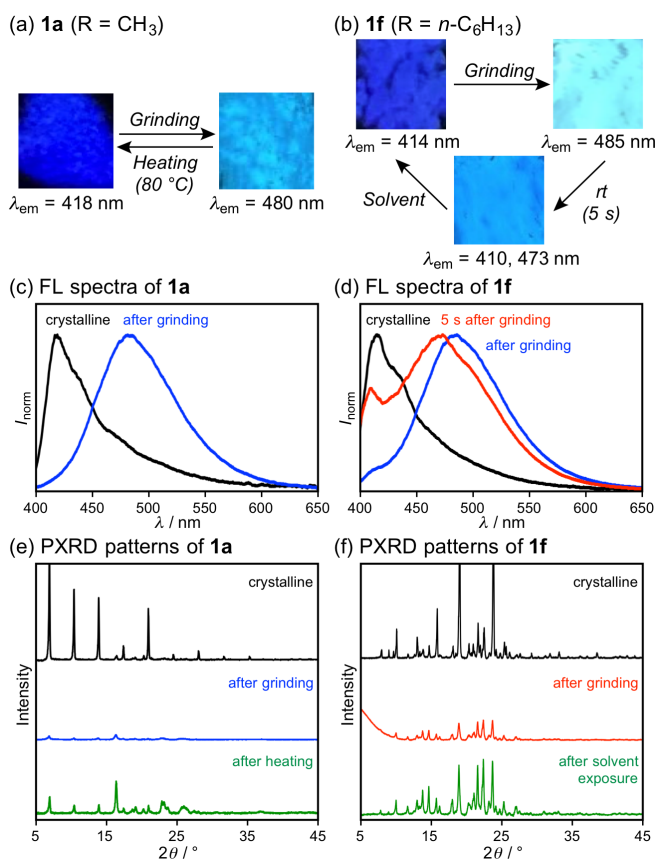 (a) 1a (R = CH3)
Grinding
Heating
(80 °C)
λem = 418 nm
λem = 480 nm
(b) 1f (R = n-C6H13)
Grinding
λem = 414 nm
λem = 485 nm
Solvent
rt
(5 s)
λem = 410, 473 nm
(c) FL spectra of 1a
crystalline
after grinding
Inorm
400 450 500 550 600 650
λ / nm
(d) FL spectra of 1f
crystalline
5 s after grinding
after grinding
Inorm
400 450 500 550 600 650
λ / nm
(e) PXRD patterns of 1a
crystalline
after grinding
after heating
Intensity
5 15 25 35 45
2θ / °
(f) PXRD patterns of 1f
crystalline
after grinding
after solvent
exposure
Intensity
5 15 25 35 45
2θ / °